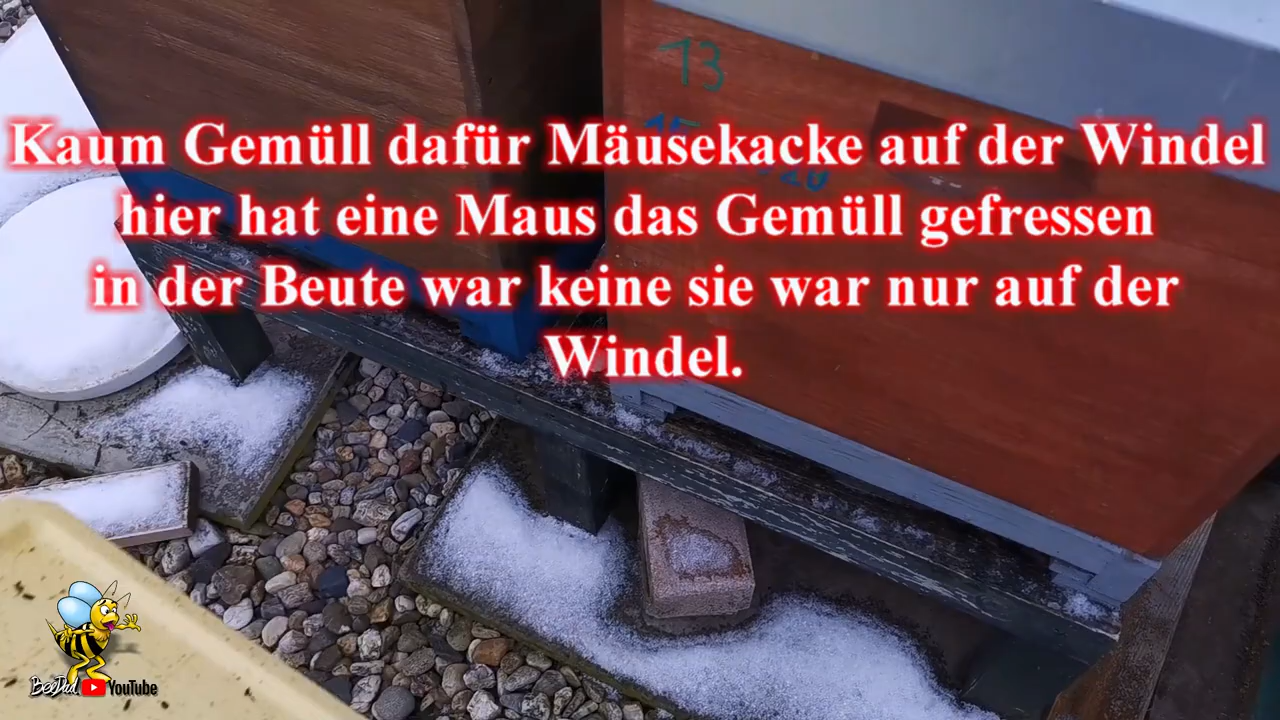 13
Kaum Gemüll dafür Mäusekacke auf der Windel
hier hat eine Maus das Gemüll gefressen
in der Beute war keine sie war nur auf der
Windel.
BeeDad YouTube